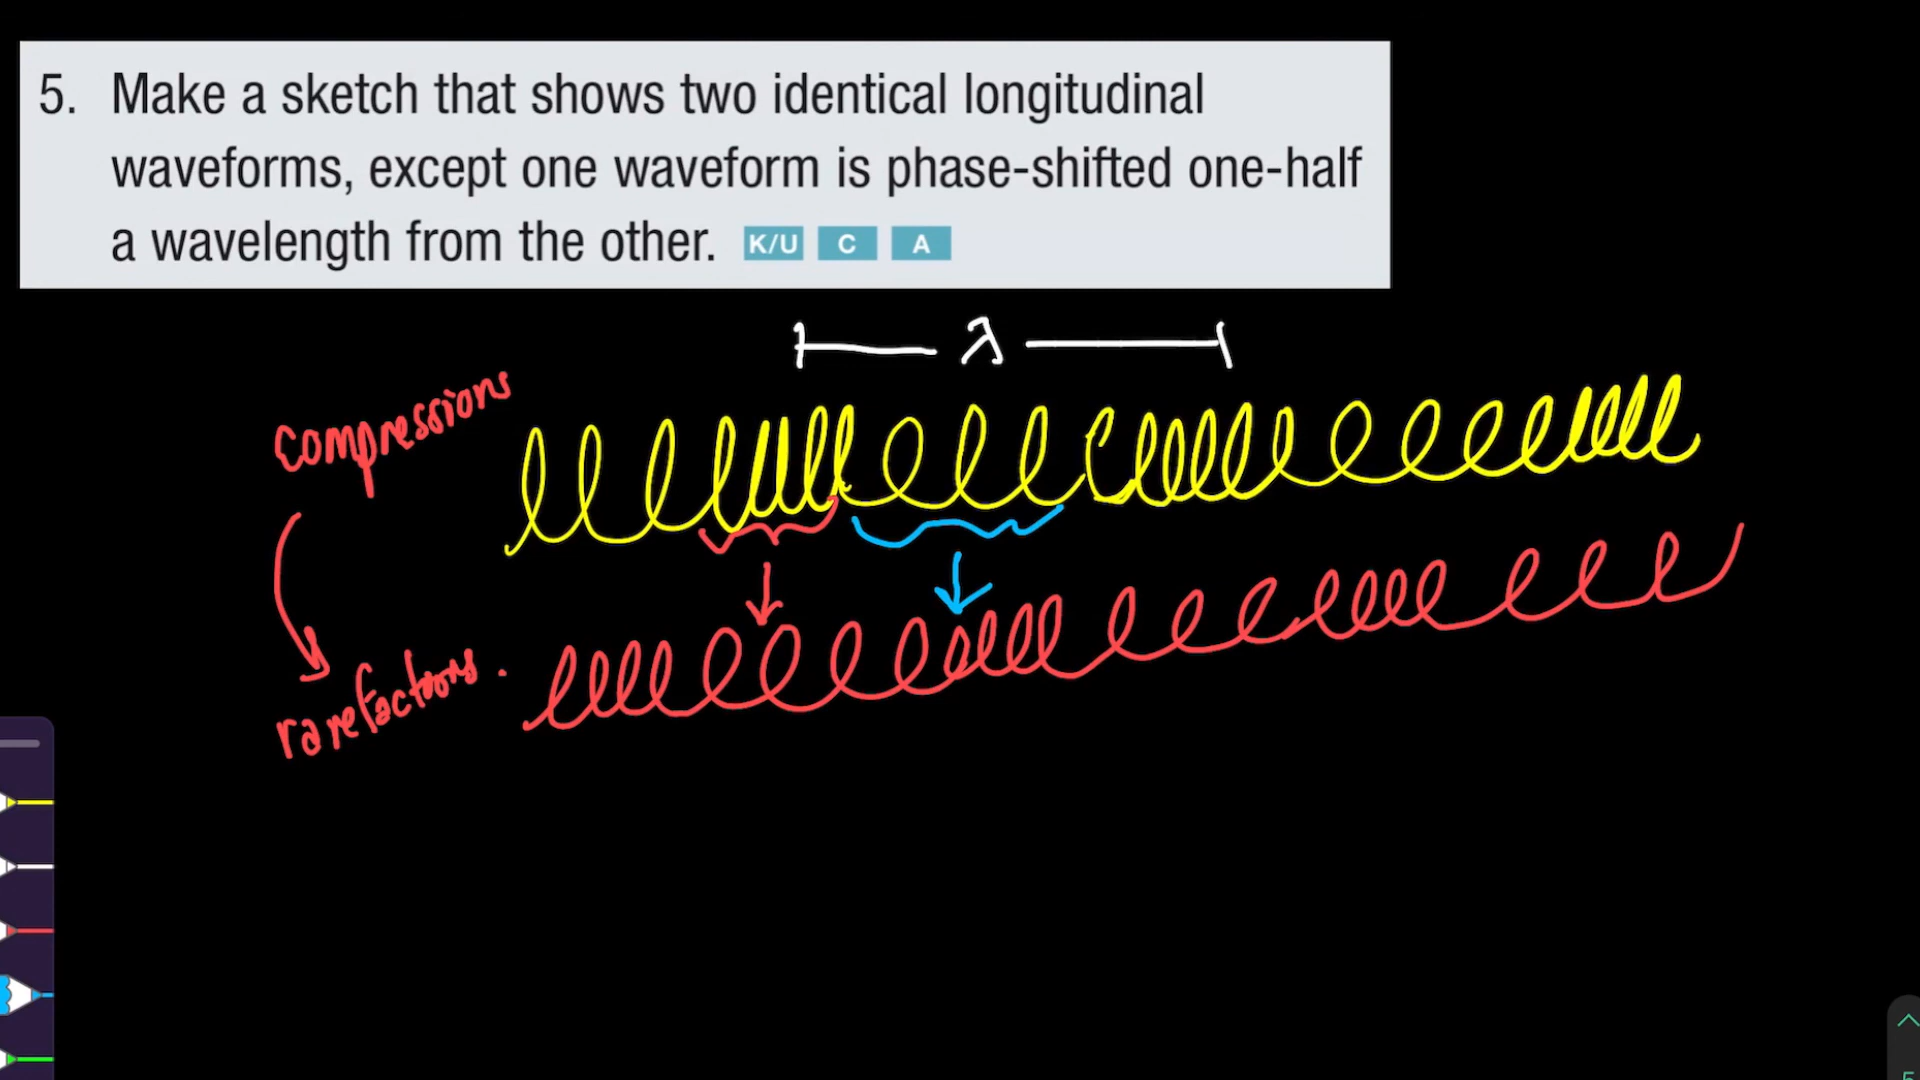 5. Make a sketch that shows two identical longitudinal
waveforms, except one waveform is phase-shifted one-half
a wavelength from the other. K/U C A
λ
compressions
rarefactions.
5